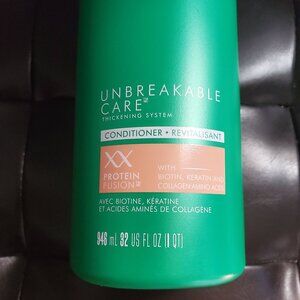 UNBREAKABLE
CARE
THICKENING SYSTEM
CONDITIONER • REVITALISANT
XX
PROTEIN
FUSION
WITH
BIOTIN, KERATIN AND
COLLAGEN AMINO ACIDS
AVEC BIOTINE, KÉRATINE
ET ACIDES AMINÉS DE COLLAGÈNE
946 mL 32 US FL OZ (1 QT)